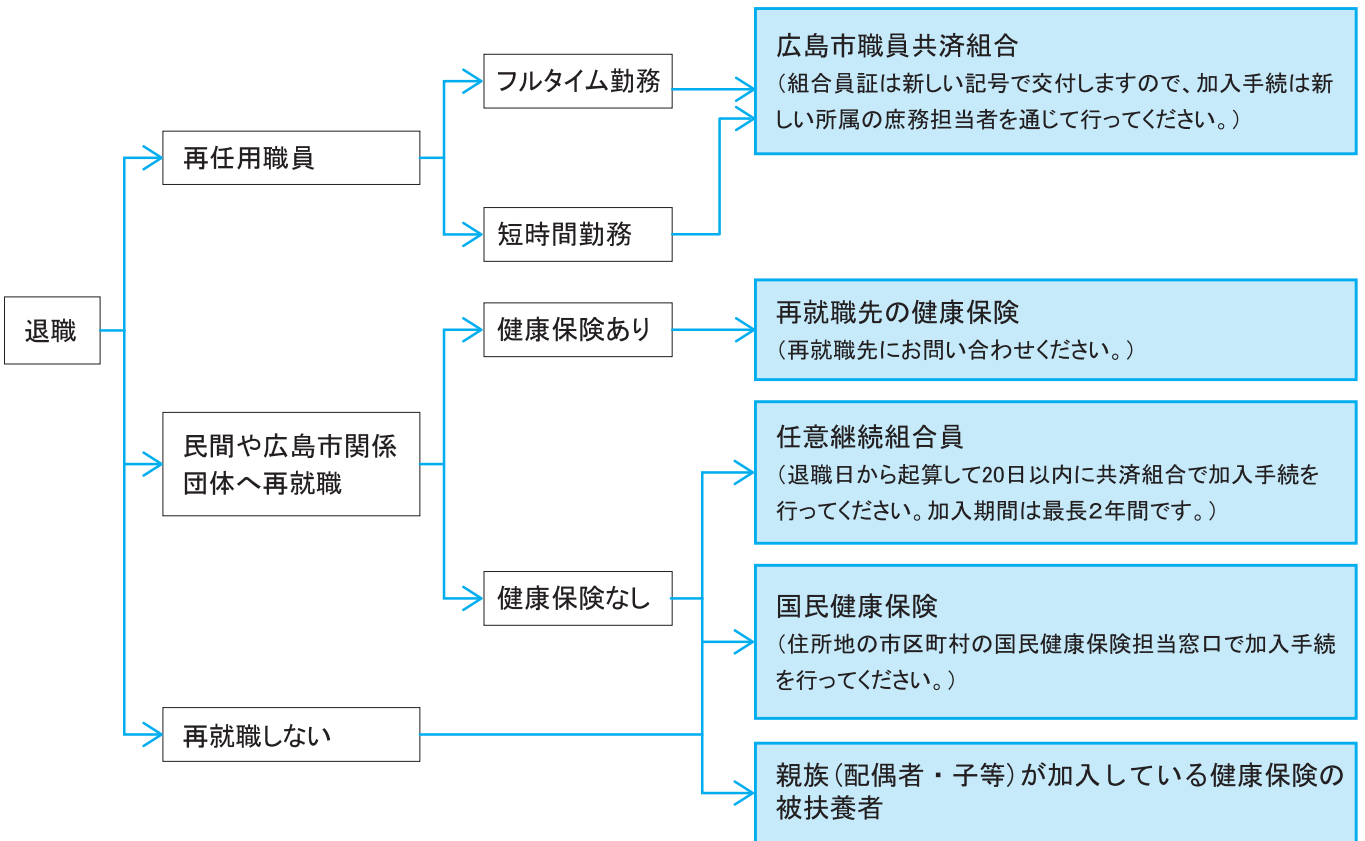 退職
再任用職員
民間や広島市関係
団体へ再就職
再就職しない
フルタイム勤務
短時間勤務
健康保険あり
健康保険なし
広島市職員共済組合
（組合員証は新しい記号で交付しますので、加入手続は新
しい所属の庶務担当者を通じて行ってください。）
再就職先の健康保険
（再就職先にお問い合わせください。）
任意継続組合員
（退職日から起算して20日以内に共済組合で加入手続を
行ってください。加入期間は最長２年間です。）
国民健康保険
（住所地の市区町村の国民健康保険担当窓口で加入手続
を行ってください。）
親族（配偶者・子等）が加入している健康保険の
被扶養者